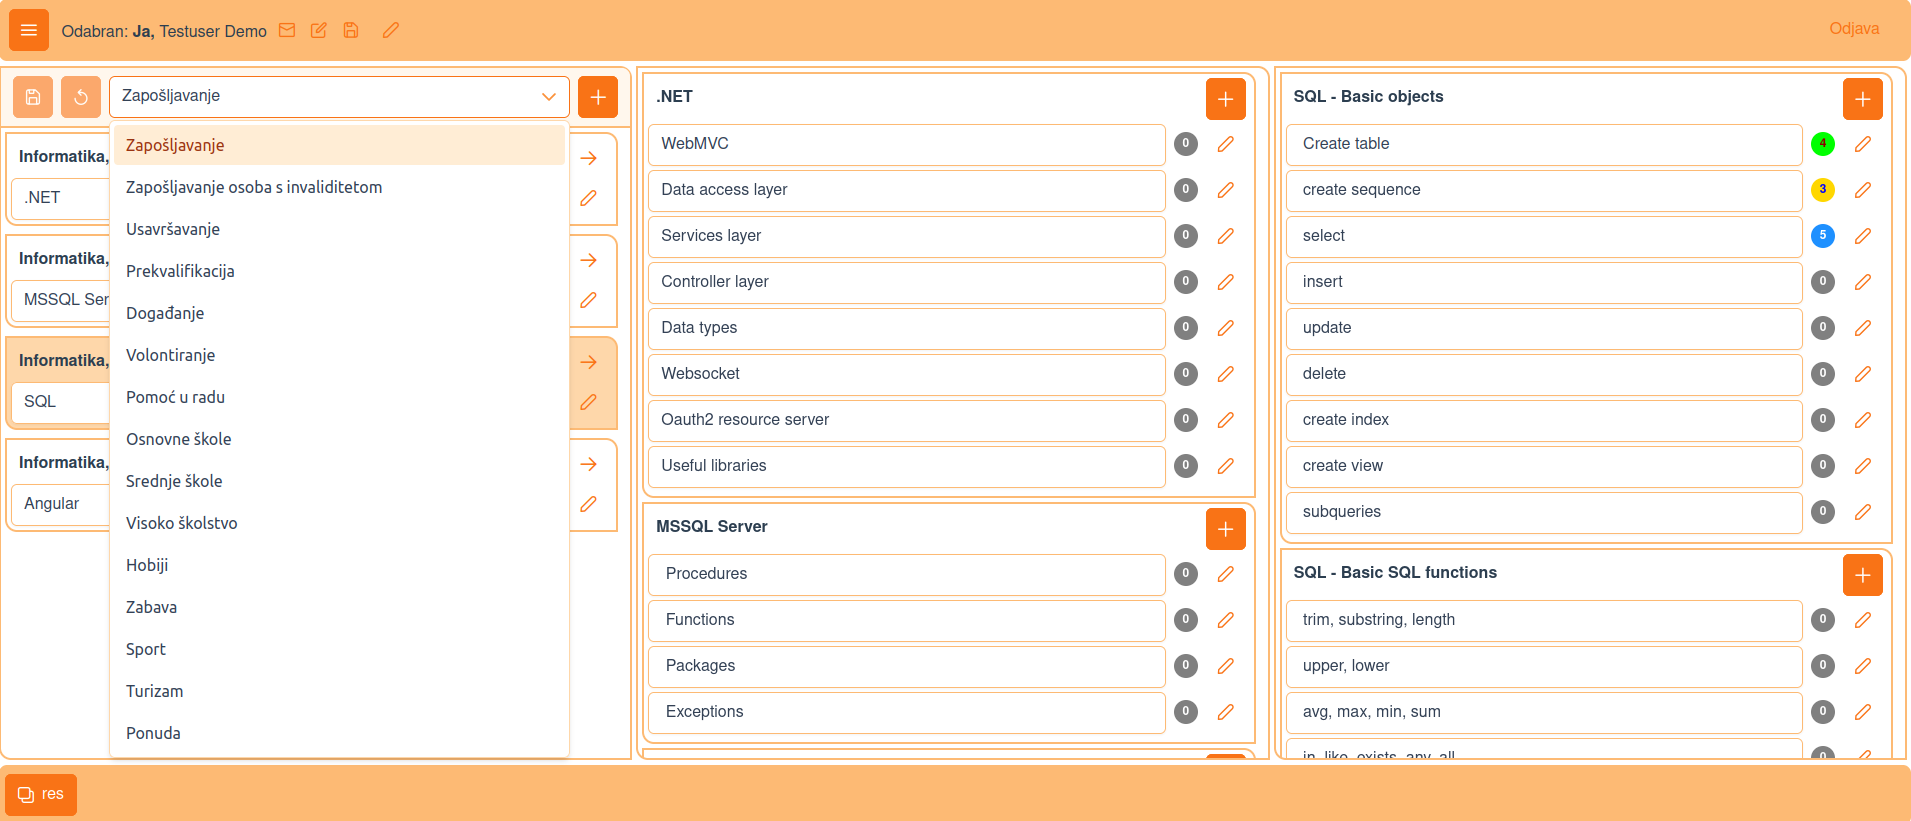 Odabran: Ja, Testuser Demo
Odjava
Zapošljavanje
Zapošljavanje
Zapošljavanje osoba s invaliditetom
Usavršavanje
Prekvalifikacija
Događanje
Volontiranje
Pomoć u radu
Osnovne škole
Srednje škole
Visoko školstvo
Hobiji
Zabava
Sport
Turizam
Ponuda
Informatika,
.NET
Informatika,
MSSQL Ser
Informatika,
SQL
Informatika,
Angular
.NET
WebMVC 0
Data access layer 0
Services layer 0
Controller layer 0
Data types 0
Websocket 0
Oauth2 resource server 0
Useful libraries 0
MSSQL Server
Procedures 0
Functions 0
Packages 0
Exceptions 0
SQL - Basic objects
Create table 4
create sequence 3
select 5
insert 0
update 0
delete 0
create index 0
create view 0
subqueries 0
SQL - Basic SQL functions
trim, substring, length 0
upper, lower 0
avg, max, min, sum 0
in, like, exists, any, all 0
res